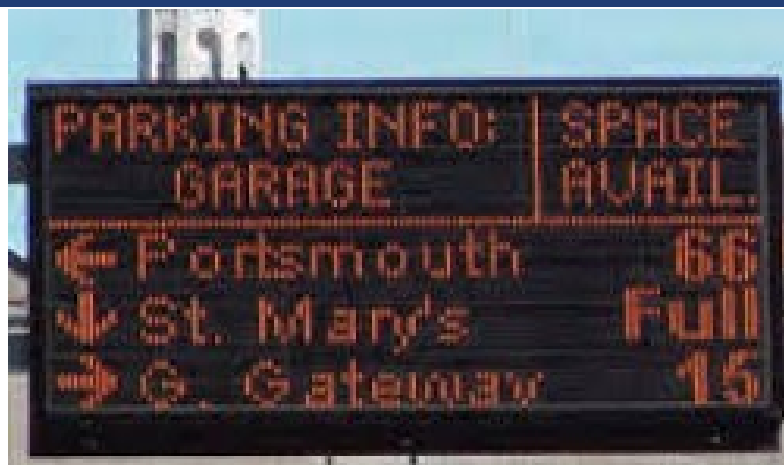 PARKING INFO: SPACE
GARAGE AVAIL.
← Portsmouth 66
↓ St. Mary's Full
→ G. Gateway 15